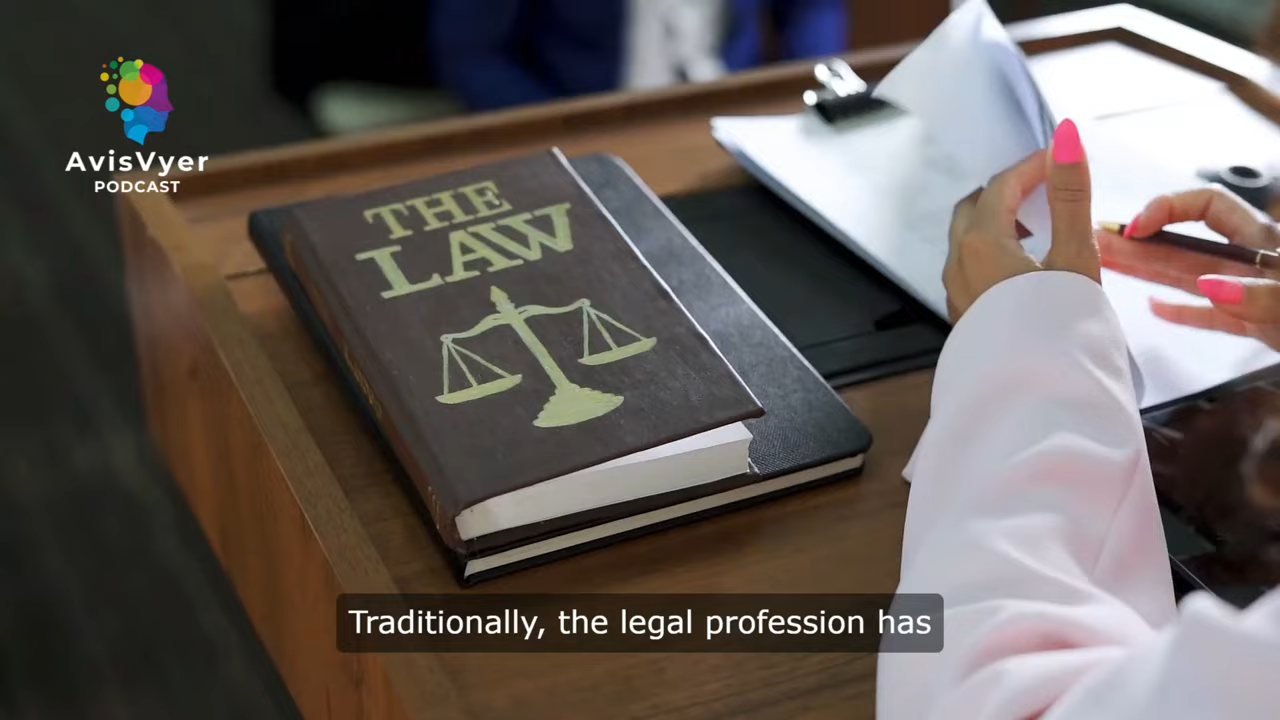 AvisVyer
PODCAST
THE
LAW
Traditionally, the legal profession has